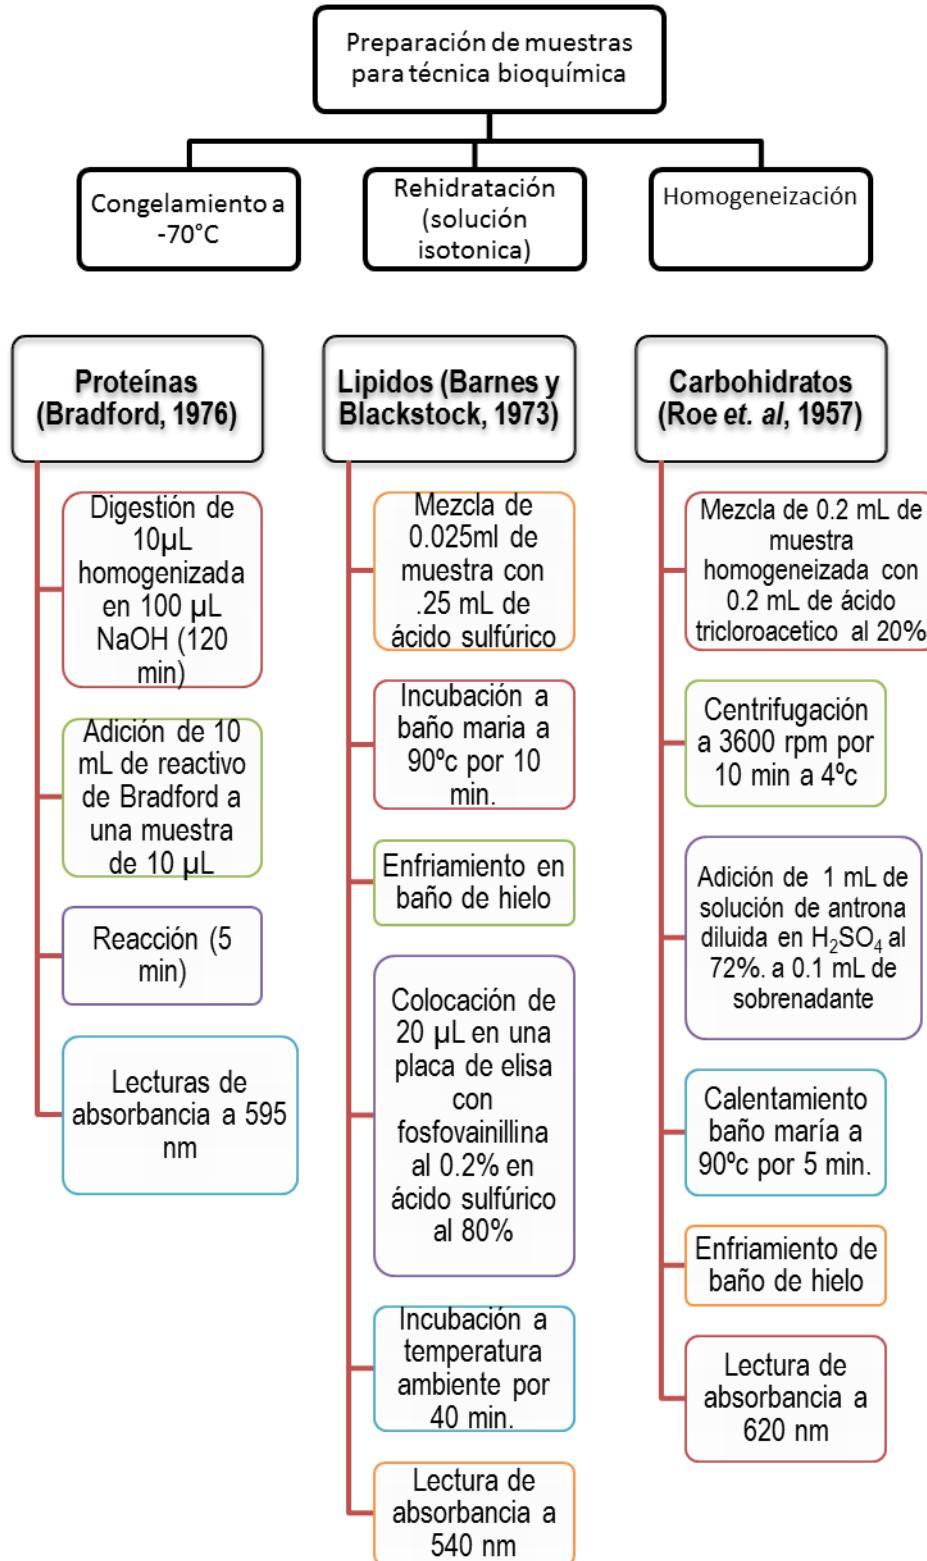 Preparación de muestras
para técnica bioquímica
Congelamiento a
-70°C
Rehidratación
(solución
isotonica)
Homogeneización
Proteínas
(Bradford, 1976)
Digestión de
10µL
homogenizada
en 100 µL
NaOH (120
min)
Adición de 10
mL de reactivo
de Bradford a
una muestra
de 10 µL
Reacción (5
min)
Lecturas de
absorbancia a 595
nm
Lipidos (Barnes y
Blackstock, 1973)
Mezcla de
0.025ml de
muestra con
.25 mL de
ácido sulfúrico
Incubación a
baño maria a
90ºc por 10
min.
Enfriamiento en
baño de hielo
Colocación de
20 µL en una
placa de elisa
con
fosfovainillina
al 0.2% en
ácido sulfúrico
al 80%
Incubación a
temperatura
ambiente por
40 min.
Lectura de
absorbancia a
540 nm
Carbohidratos
(Roe et. al, 1957)
Mezcla de 0.2 mL de
muestra
homogeneizada con
0.2 mL de ácido
tricloroacetico al 20%
Centrifugación
a 3600 rpm por
10 min a 4ºc
Adición de 1 mL de
solución de antrona
diluida en H₂SO₄ al
72%. a 0.1 mL de
sobrenadante
Calentamiento
baño maría a
90ºc por 5 min.
Enfriamiento de
baño de hielo
Lectura de
absorbancia a
620 nm